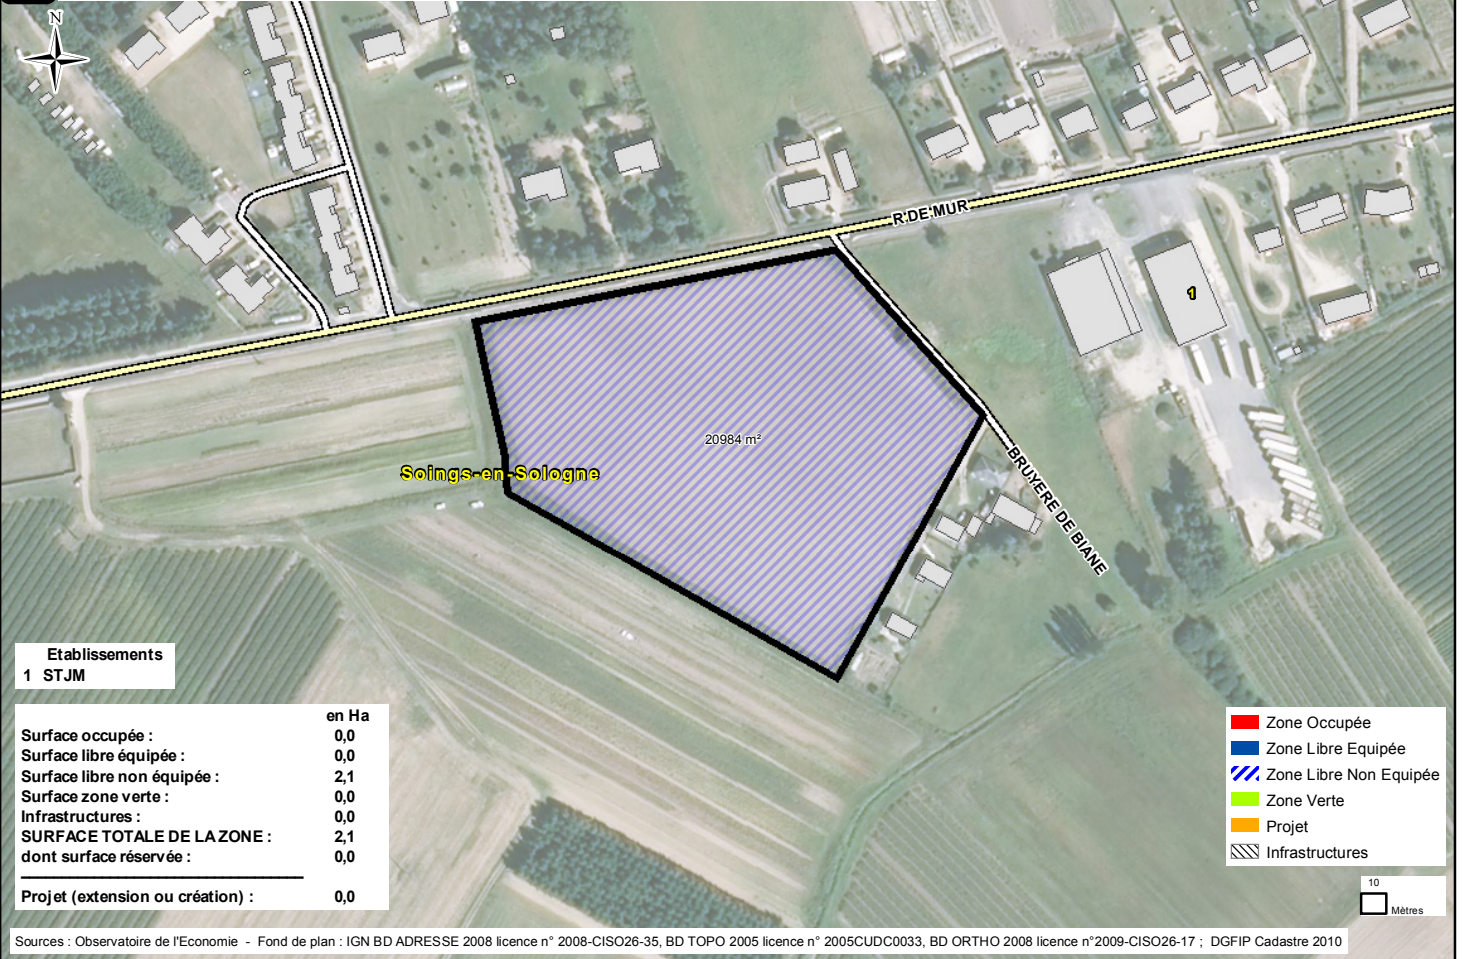 N
R.DE MUR
1
20984 m²
Soings-en-Sologne
BRUYERE DE BIANE
Etablissements
1 STJM
en Ha
Surface occupée : 0,0
Surface libre équipée : 0,0
Surface libre non équipée : 2,1
Surface zone verte : 0,0
Infrastructures : 0,0
SURFACE TOTALE DE LA ZONE : 2,1
dont surface réservée : 0,0
Projet (extension ou création) : 0,0
Zone Occupée
Zone Libre Equipée
Zone Libre Non Equipée
Zone Verte
Projet
Infrastructures
10
Mètres
Sources : Observatoire de l'Economie - Fond de plan : IGN BD ADRESSE 2008 licence n° 2008-CISO26-35, BD TOPO 2005 licence n° 2005CUDC0033, BD ORTHO 2008 licence n°2009-CISO26-17 ; DGFIP Cadastre 2010